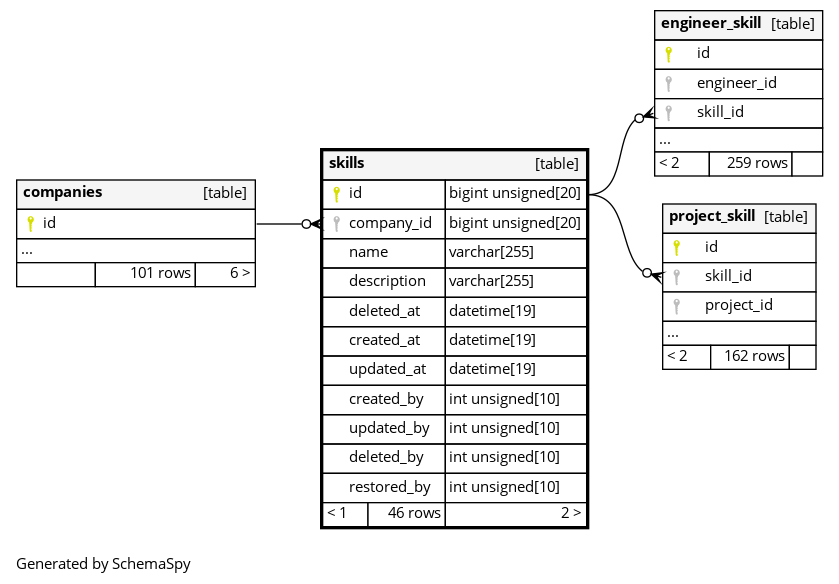 engineer_skill [table]
id
engineer_id
skill_id
...
< 2 259 rows
skills [table]
id bigint unsigned[20]
company_id bigint unsigned[20]
name varchar[255]
description varchar[255]
deleted_at datetime[19]
created_at datetime[19]
updated_at datetime[19]
created_by int unsigned[10]
updated_by int unsigned[10]
deleted_by int unsigned[10]
restored_by int unsigned[10]
< 1 46 rows 2 >
companies [table]
id
...
101 rows 6 >
project_skill [table]
id
skill_id
project_id
...
< 2 162 rows
Generated by SchemaSpy